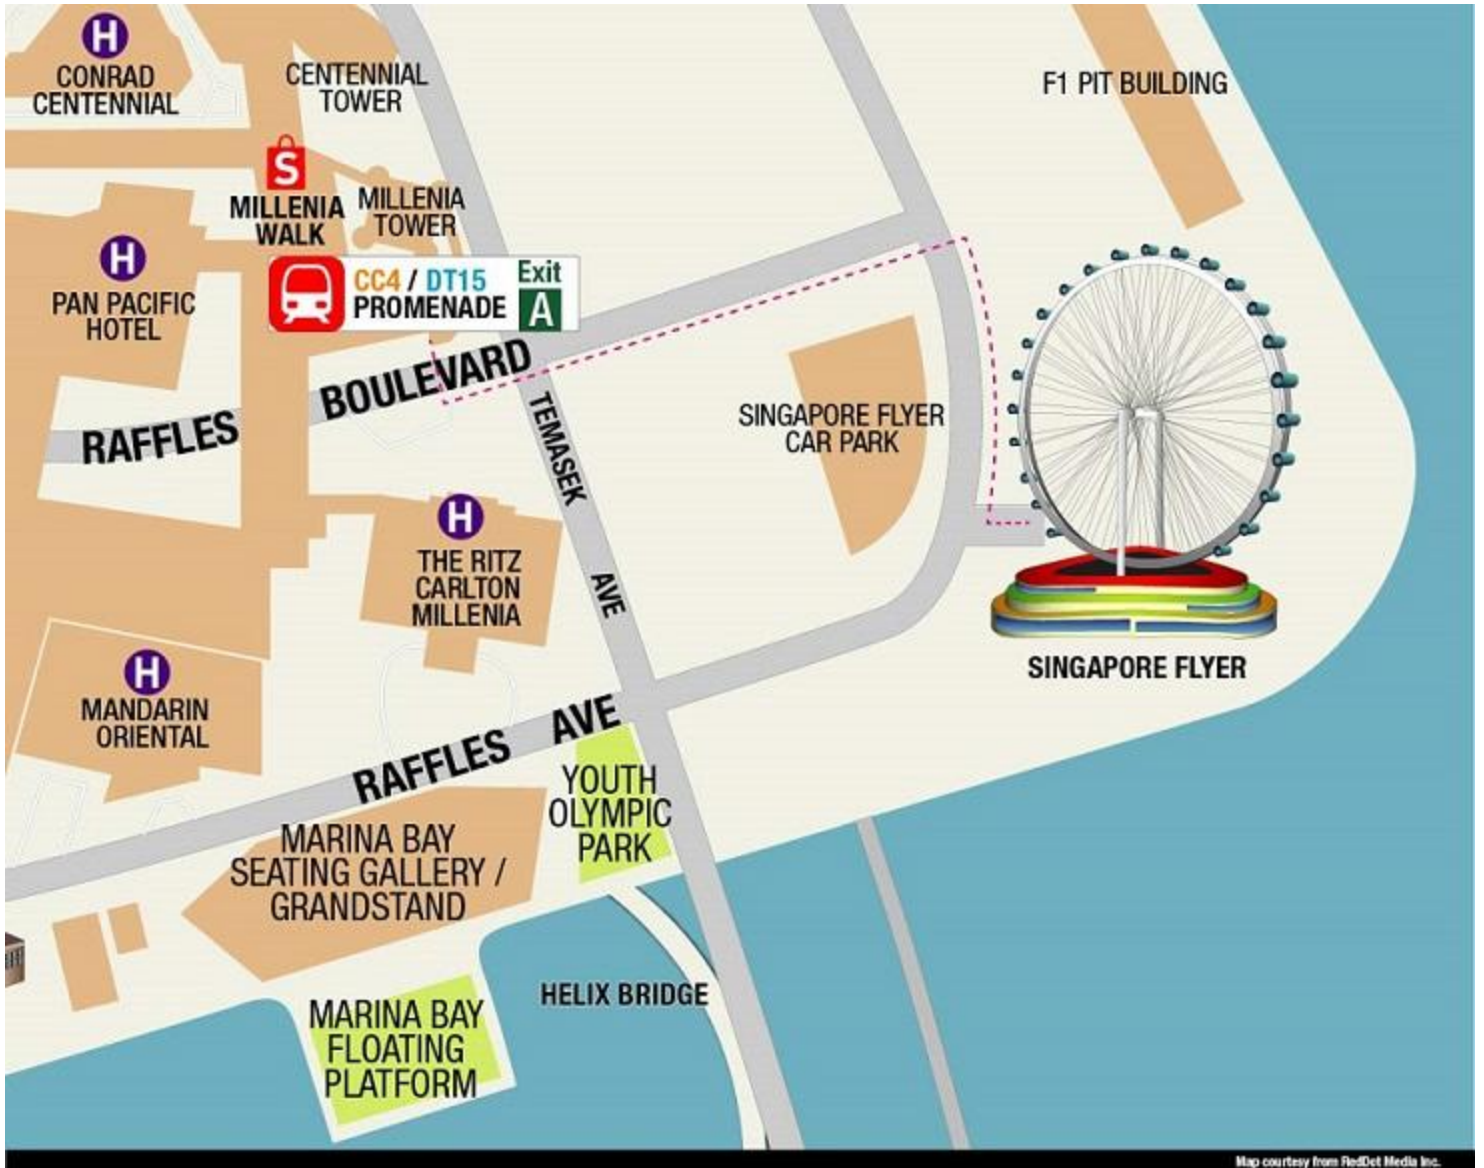 H
CONRAD
CENTENNIAL
CENTENNIAL
TOWER
F1 PIT BUILDING
S
MILLENIA
WALK
MILLENIA
TOWER
H
PAN PACIFIC
HOTEL
CC4 / DT15
PROMENADE
Exit
A
RAFFLES BOULEVARD
TEMASEK AVE
SINGAPORE FLYER
CAR PARK
H
THE RITZ
CARLTON
MILLENIA
SINGAPORE FLYER
H
MANDARIN
ORIENTAL
RAFFLES AVE
YOUTH
OLYMPIC
PARK
MARINA BAY
SEATING GALLERY /
GRANDSTAND
HELIX BRIDGE
MARINA BAY
FLOATING
PLATFORM
Map courtesy from RedDot Media Inc.